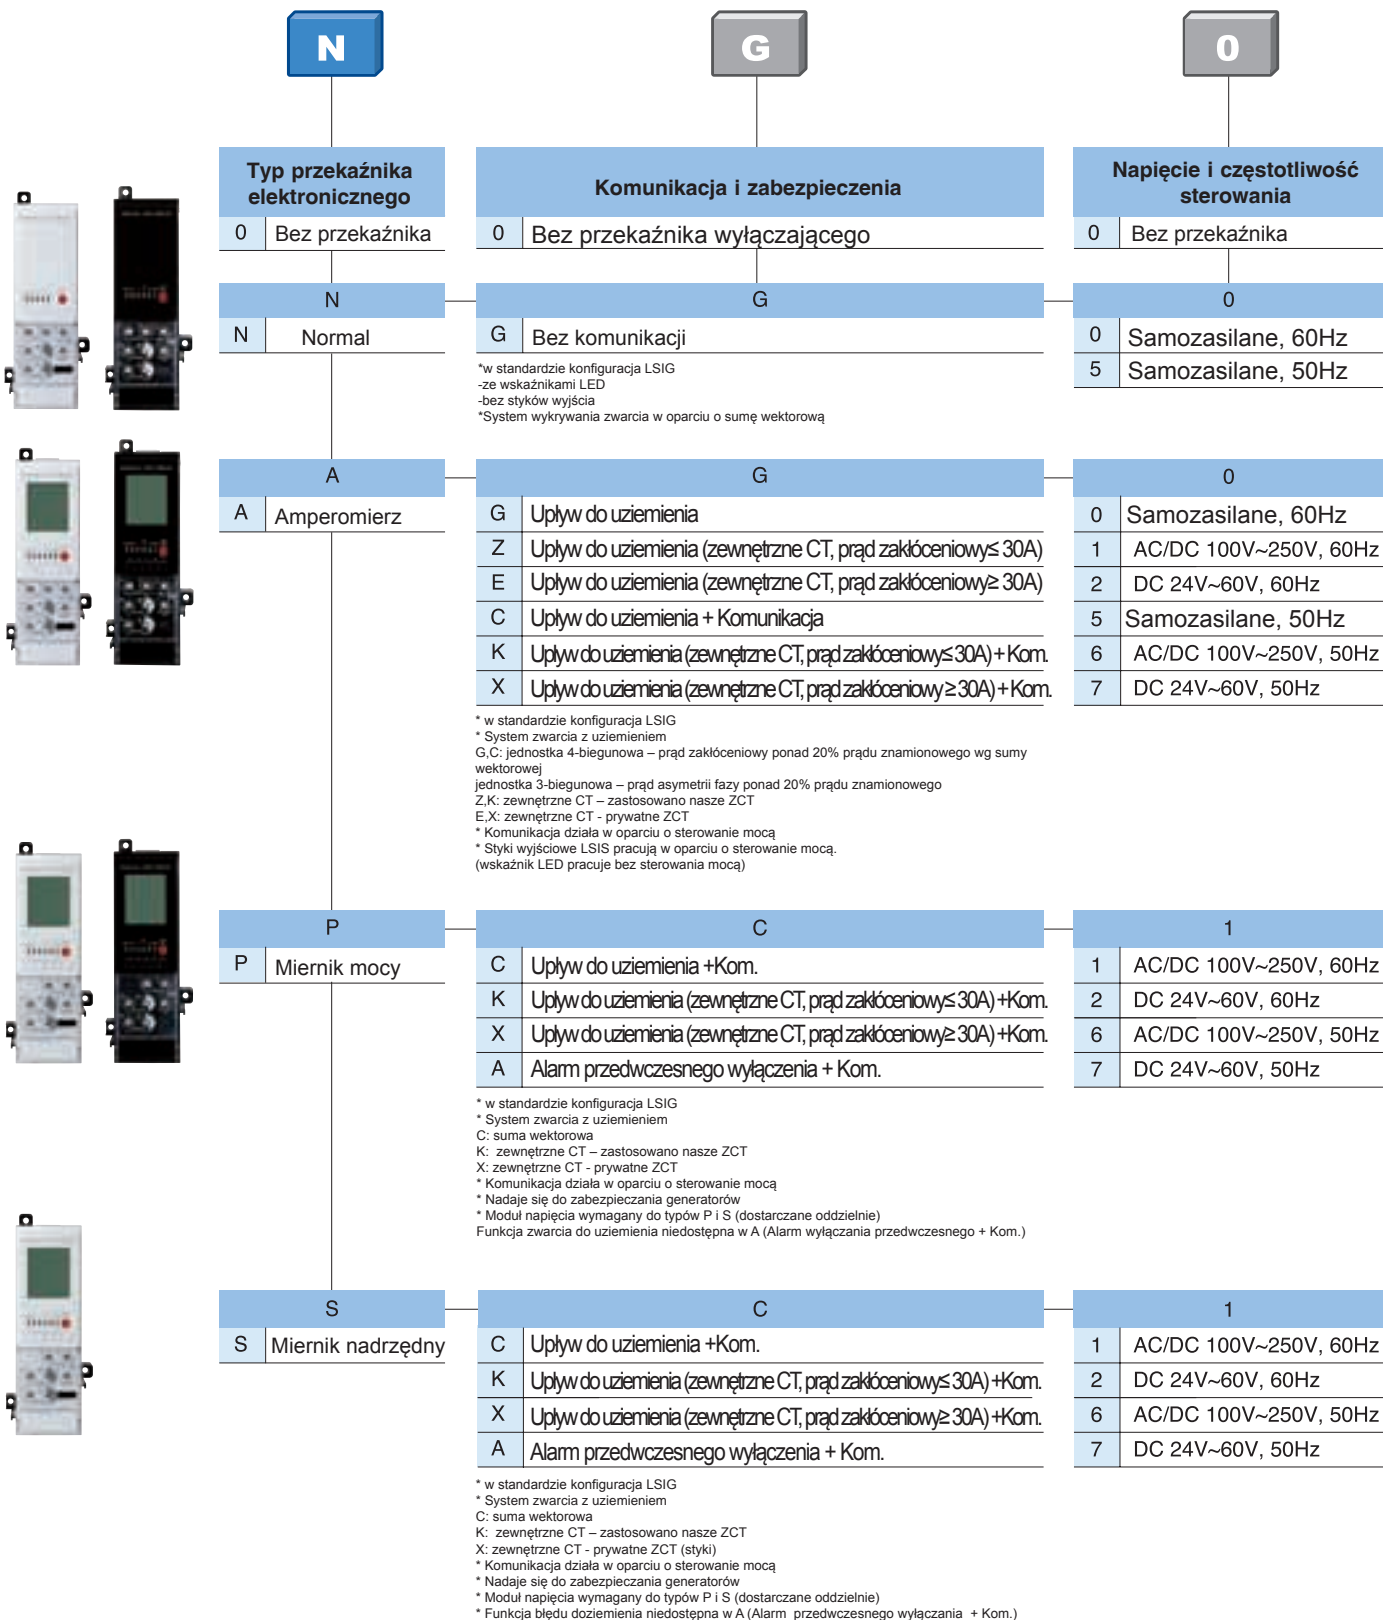 N
G
0
Typ przekaźnika
elektronicznego
Komunikacja i zabezpieczenia
Napięcie i częstotliwość
sterowania
0 Bez przekaźnika
0 Bez przekaźnika wyłączającego
0 Bez przekaźnika
N
G
0
N Normal
G Bez komunikacji
0 Samozasilane, 60Hz
5 Samozasilane, 50Hz
*w standardzie konfiguracja LSIG
-ze wskaźnikami LED
-bez styków wyjścia
*System wykrywania zwarcia w oparciu o sumę wektorową
A
G
0
A Amperomierz
G Upływ do uziemienia
Z Upływ do uziemienia (zewnętrzne CT, prąd zakłóceniowy≤ 30A)
E Upływ do uziemienia (zewnętrzne CT, prąd zakłóceniowy≥ 30A)
C Upływ do uziemienia + Komunikacja
K Upływ do uziemienia (zewnętrzne CT, prąd zakłóceniowy≤ 30A) + Kom.
X Upływ do uziemienia (zewnętrzne CT, prąd zakłóceniowy ≥ 30A) + Kom.
0 Samozasilane, 60Hz
1 AC/DC 100V~250V, 60Hz
2 DC 24V~60V, 60Hz
5 Samozasilane, 50Hz
6 AC/DC 100V~250V, 50Hz
7 DC 24V~60V, 50Hz
* w standardzie konfiguracja LSIG
* System zwarcia z uziemieniem
G,C: jednostka 4-biegunowa – prąd zakłóceniowy ponad 20% prądu znamionowego wg sumy
wektorowej
jednostka 3-biegunowa – prąd asymetrii fazy ponad 20% prądu znamionowego
Z,K: zewnętrzne CT – zastosowano nasze ZCT
E,X: zewnętrzne CT - prywatne ZCT
* Komunikacja działa w oparciu o sterowanie mocą
* Styki wyjściowe LSIS pracują w oparciu o sterowanie mocą.
(wskaźnik LED pracuje bez sterowania mocą)
P
C
1
P Miernik mocy
C Upływ do uziemienia +Kom.
K Upływ do uziemienia (zewnętrzne CT, prąd zakłóceniowy≤ 30A) +Kom.
X Upływ do uziemienia (zewnętrzne CT, prąd zakłóceniowy≥ 30A) +Kom.
A Alarm przedwczesnego wyłączenia + Kom.
1 AC/DC 100V~250V, 60Hz
2 DC 24V~60V, 60Hz
6 AC/DC 100V~250V, 50Hz
7 DC 24V~60V, 50Hz
* w standardzie konfiguracja LSIG
* System zwarcia z uziemieniem
C: suma wektorowa
K: zewnętrzne CT – zastosowano nasze ZCT
X: zewnętrzne CT - prywatne ZCT
* Komunikacja działa w oparciu o sterowanie mocą
* Nadaje się do zabezpieczania generatorów
* Moduł napięcia wymagany do typów P i S (dostarczane oddzielnie)
Funkcja zwarcia do uziemienia niedostępna w A (Alarm wyłączania przedwczesnego + Kom.)
S
C
1
S Miernik nadrzędny
C Upływ do uziemienia +Kom.
K Upływ do uziemienia (zewnętrzne CT, prąd zakłóceniowy≤ 30A) +Kom.
X Upływ do uziemienia (zewnętrzne CT, prąd zakłóceniowy≥ 30A) +Kom.
A Alarm przedwczesnego wyłączenia + Kom.
1 AC/DC 100V~250V, 60Hz
2 DC 24V~60V, 60Hz
6 AC/DC 100V~250V, 50Hz
7 DC 24V~60V, 50Hz
* w standardzie konfiguracja LSIG
* System zwarcia z uziemieniem
C: suma wektorowa
K: zewnętrzne CT – zastosowano nasze ZCT
X: zewnętrzne CT - prywatne ZCT (styki)
* Komunikacja działa w oparciu o sterowanie mocą
* Nadaje się do zabezpieczania generatorów
* Moduł napięcia wymagany do typów P i S (dostarczane oddzielnie)
* Funkcja błędu doziemienia niedostępna w A (Alarm przedwczesnego wyłączania + Kom.)